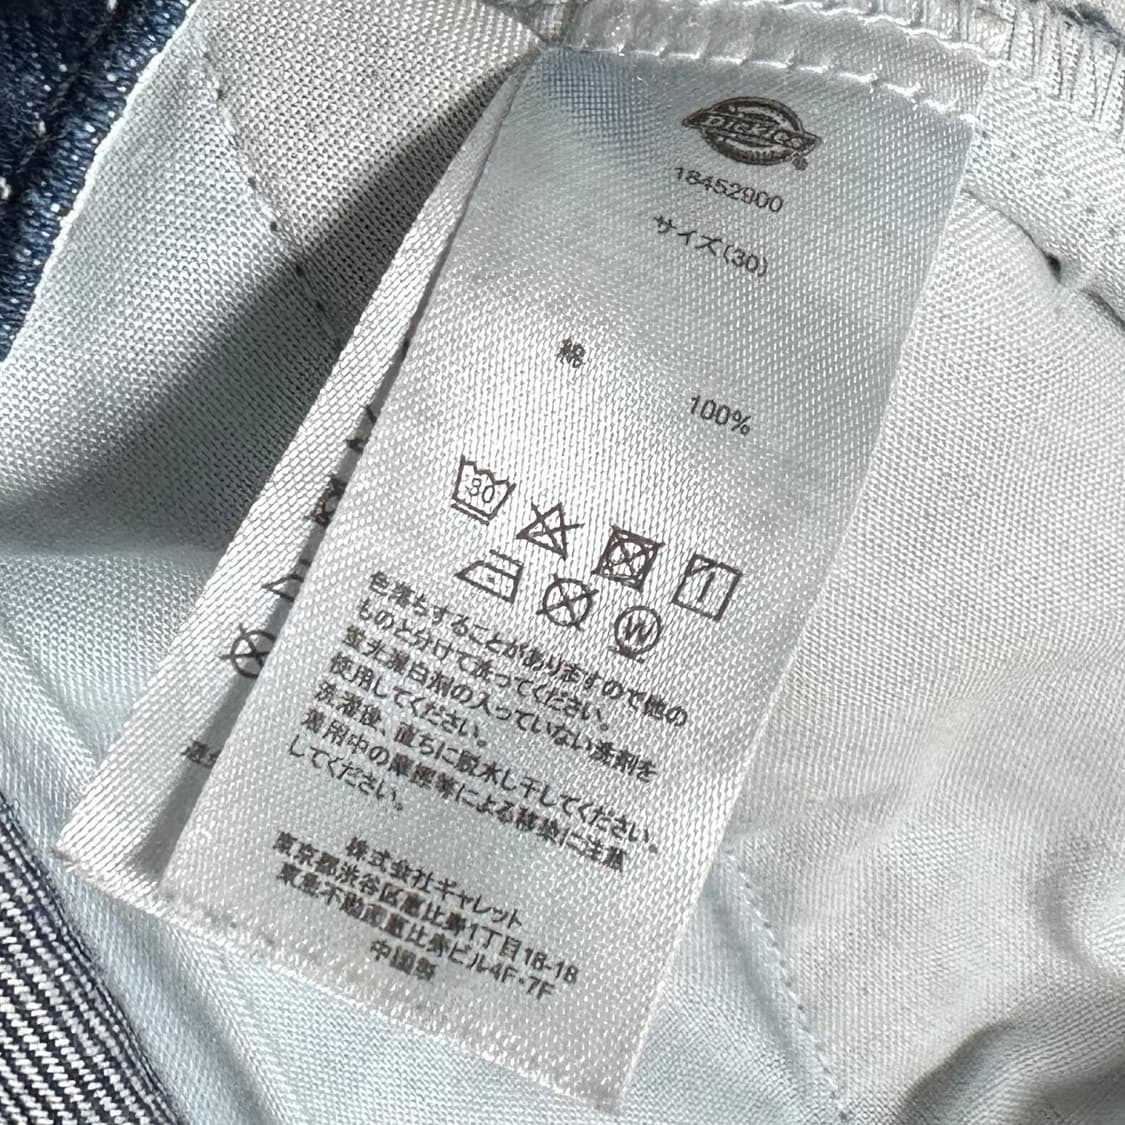 Dickies®
18452900
サイズ(30)
綿
100%
30
W
色落ちすることがありますので他の
ものと分けて洗ってください。
蛍光漂白剤の入っていない洗剤を
使用してください。
洗濯後、直ちに脱水し干してください。
着用中の摩擦等による移染に注意
してください。
株式会社ギャレット
東京都渋谷区恵比寿1丁目18-18
東急不動産恵比寿ビル4F・7F
中国製